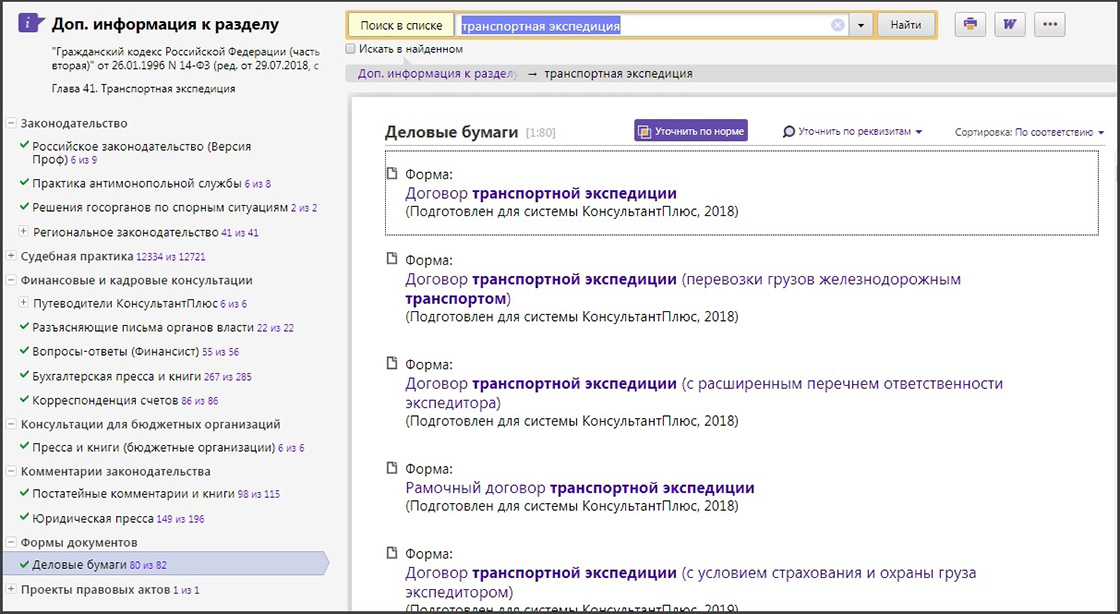 Доп. информация к разделу
"Гражданский кодекс Российской Федерации (часть
вторая)" от 26.01.1996 N 14-ФЗ (ред. от 29.07.2018, с
Глава 41. Транспортная экспедиция
Законодательство
Российское законодательство (Версия
Проф) 6 из 9
Практика антимонопольной службы 6 из 8
Решения госорганов по спорным ситуациям 2 из 2
Региональное законодательство 41 из 41
Судебная практика 12334 из 12721
Финансовые и кадровые консультации
Путеводители КонсультантПлюс 6 из 6
Разъясняющие письма органов власти 22 из 22
Вопросы-ответы (Финансист) 55 из 56
Бухгалтерская пресса и книги 267 из 285
Корреспонденция счетов 86 из 86
Консультации для бюджетных организаций
Пресса и книги (бюджетные организации) 6 из 6
Комментарии законодательства
Постатейные комментарии и книги 98 из 115
Юридическая пресса 149 из 196
Формы документов
Деловые бумаги 80 из 82
Проекты правовых актов 1 из 1
Поиск в списке транспортная экспедиция Найти
Искать в найденном
Доп. информация к разделу → транспортная экспедиция
Деловые бумаги [1:80] Уточнить по норме Уточнить по реквизитам Сортировка: По соответствию
Форма:
Договор транспортной экспедиции
(Подготовлен для системы КонсультантПлюс, 2018)
Форма:
Договор транспортной экспедиции (перевозки грузов железнодорожным
транспортом)
(Подготовлен для системы КонсультантПлюс, 2018)
Форма:
Договор транспортной экспедиции (с расширенным перечнем ответственности
экспедитора)
(Подготовлен для системы КонсультантПлюс, 2018)
Форма:
Рамочный договор транспортной экспедиции
(Подготовлен для системы КонсультантПлюс, 2018)
Форма:
Договор транспортной экспедиции (с условием страхования и охраны груза
экспедитором)